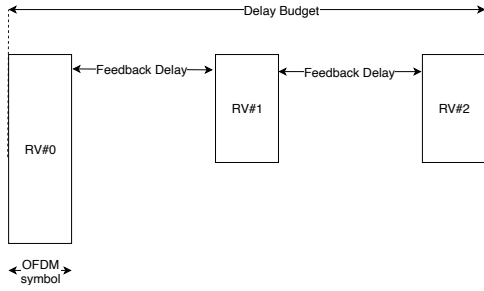 Delay Budget
Feedback Delay
Feedback Delay
RV#0
RV#1
RV#2
OFDM
symbol